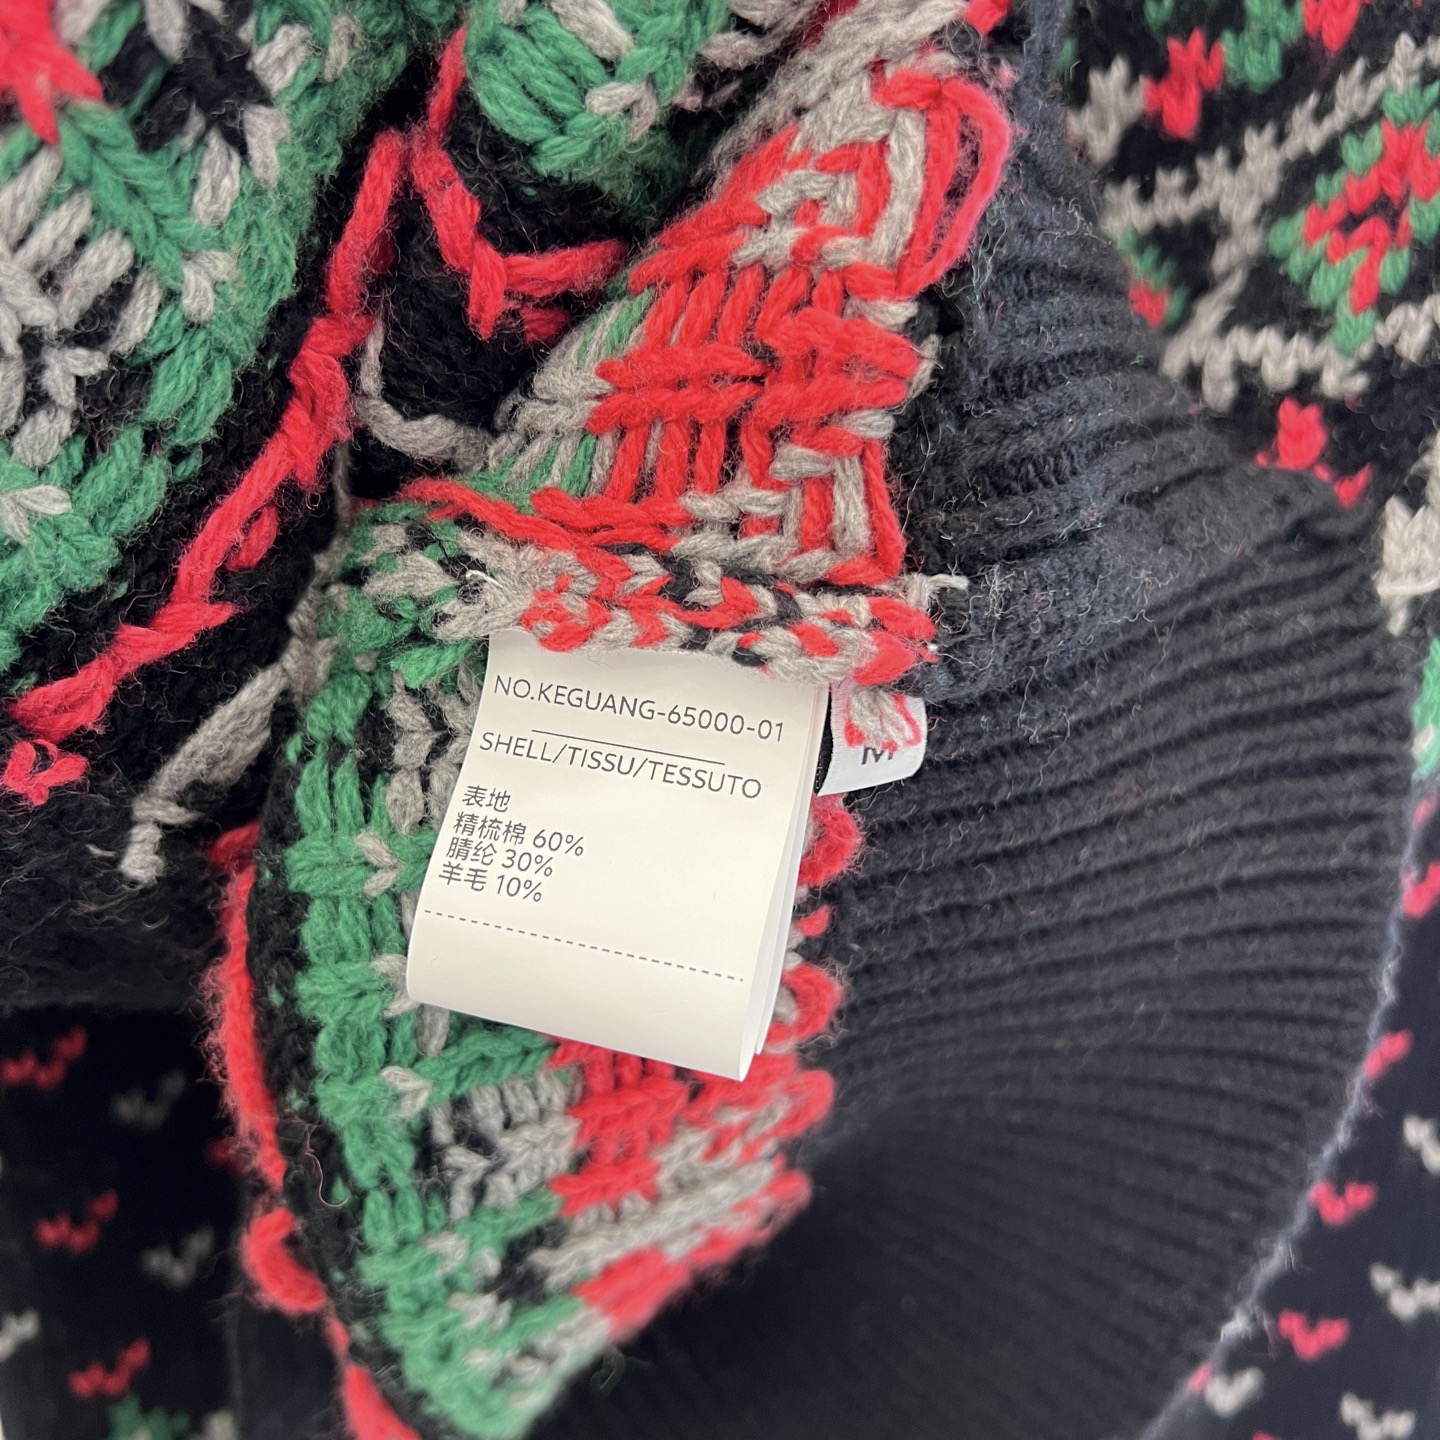 NO.KEGUANG-65000-01
SHELL/TISSU/TESSUTO
表地
精梳棉 60%
腈纶 30%
羊毛 10%
M